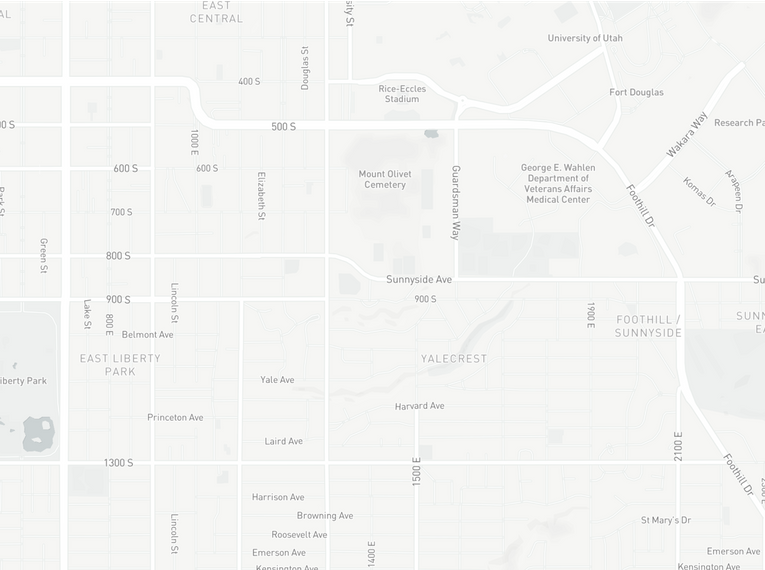 EAST
CENTRAL
University of Utah
Douglas St
400 S
Rice-Eccles
Stadium
Fort Douglas
500 S
1000 E
Wakara Way
600 S
600 S
Mount Olivet
Cemetery
George E. Wahlen
Department of
Veterans Affairs
Medical Center
Elizabeth St
Guardsman Way
Komas Dr
Arapeen Dr
Foothill Dr
700 S
Green St
800 S
Sunnyside Ave
900 S
900 S
Lincoln St
Lake St
800 E
1900 E
Belmont Ave
FOOTHILL /
SUNNYSIDE
EAST LIBERTY
PARK
YALECREST
iberty Park
Yale Ave
Harvard Ave
Princeton Ave
Laird Ave
1300 S
1500 E
2100 E
Foothill Dr
Harrison Ave
Browning Ave
Lincoln St
Roosevelt Ave
St Mary's Dr
1400 E
Emerson Ave
Emerson Ave
Kensington Ave
Kensington Ave